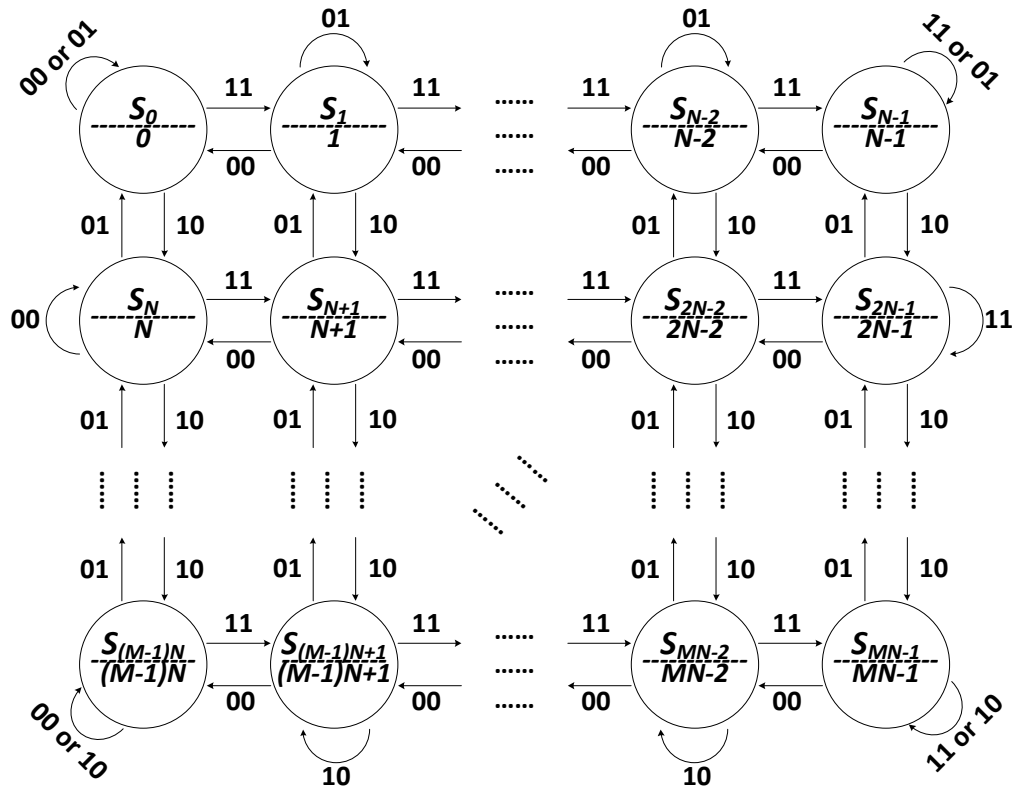 01 01
00 or 01 11 or 01
S0 11 S1 11 ...... 11 SN-2 11 SN-1
0 1 ...... N-2 N-1
00 00 ...... 00 00
01 10 01 10 01 10 01 10
SN 11 SN+1 11 ...... 11 S2N-2 11 S2N-1
00 N N+1 ...... 2N-2 2N-1 11
00 00 ...... 00 00
01 10 01 10 01 10 01 10
01 10 01 10 01 10 01 10
S(M-1)N 11 S(M-1)N+1 11 ...... 11 SMN-2 11 SMN-1
(M-1)N (M-1)N+1 ...... MN-2 MN-1
00 00 ...... 00 00
00 or 10 11 or 10
10 10